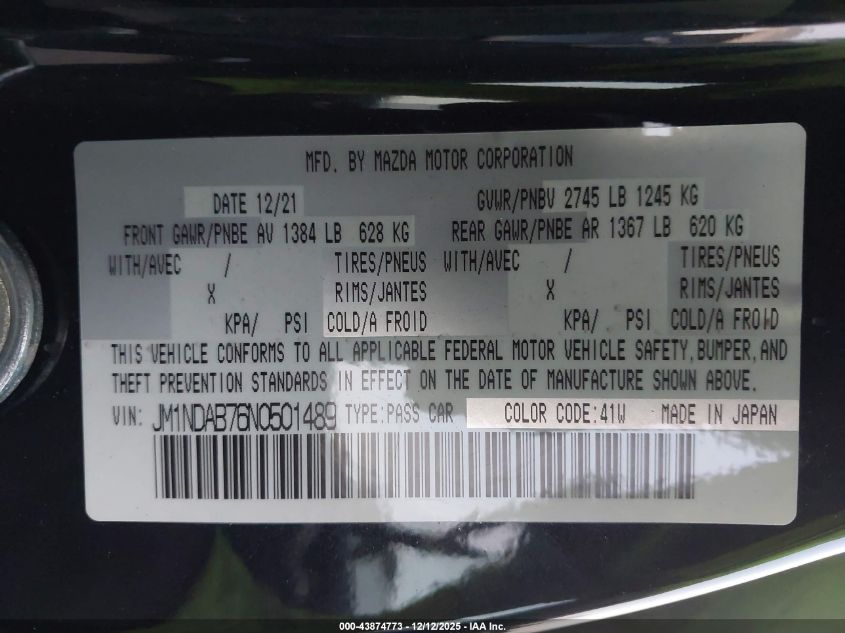 MFD. BY MAZDA MOTOR CORPORATION
DATE 12/21 GVWR/PNBV 2745 LB 1245 KG
FRONT GAWR/PNBE AV 1384 LB 628 KG REAR GAWR/PNBE AR 1367 LB 620 KG
WITH/AVEC / TIRES/PNEUS WITH/AVEC / TIRES/PNEUS
X RIMS/JANTES X RIMS/JANTES
KPA/ PSI COLD/A FROID KPA/ PSI COLD/A FROID
THIS VEHICLE CONFORMS TO ALL APPLICABLE FEDERAL MOTOR VEHICLE SAFETY, BUMPER, AND
THEFT PREVENTION STANDARDS IN EFFECT ON THE DATE OF MANUFACTURE SHOWN ABOVE.
VIN: JM1NDAB76N0501489 TYPE:PASS CAR COLOR CODE:41W MADE IN JAPAN
000-43874773 - 12/12/2025 - IAA Inc.